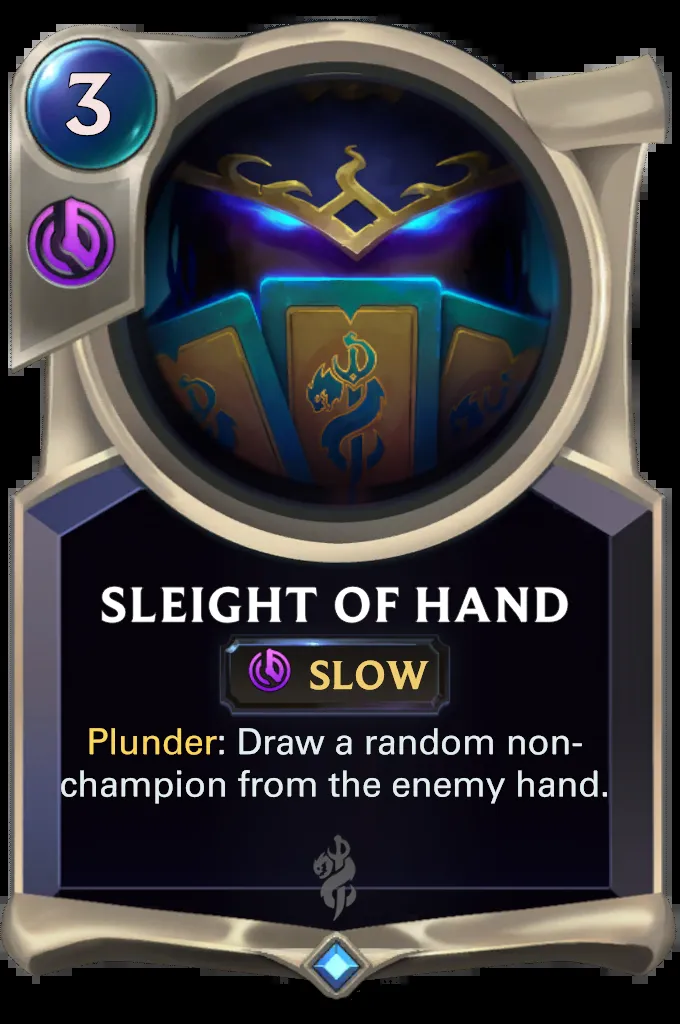 3
SLEIGHT OF HAND
SLOW
Plunder: Draw a random non-
champion from the enemy hand.